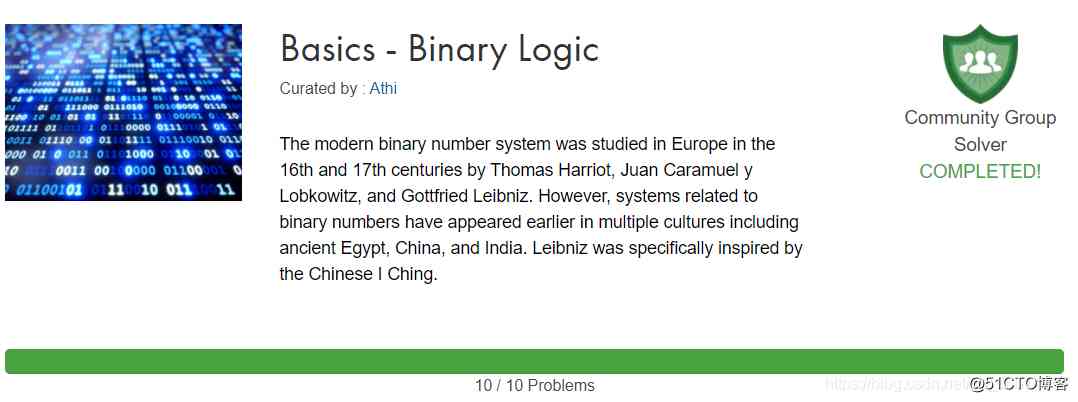 Basics - Binary Logic
Curated by : Athi
The modern binary number system was studied in Europe in the
16th and 17th centuries by Thomas Harriot, Juan Caramuel y
Lobkowitz, and Gottfried Leibniz. However, systems related to
binary numbers have appeared earlier in multiple cultures including
ancient Egypt, China, and India. Leibniz was specifically inspired by
the Chinese I Ching.
Community Group
Solver
COMPLETED!
10 / 10 Problems
https://blog.csdn.net
@51CTO博客